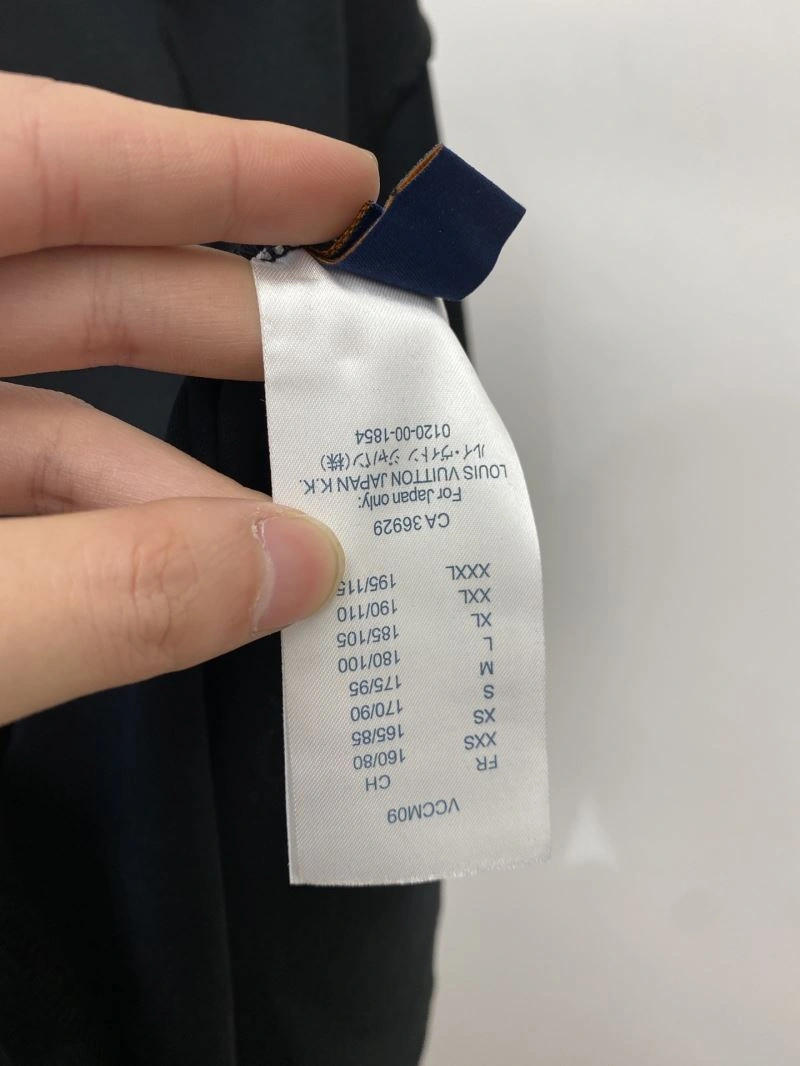 VCCM09
FR CH
XXS 160/80
XS 165/85
S 170/90
M 175/95
L 180/100
XL 185/105
XXL 190/110
XXXL 195/115
CA 36929
For Japan only:
LOUIS VUITTON JAPAN K.K.
ルイ・ヴィトン ジャパン(株)
0120-00-1854